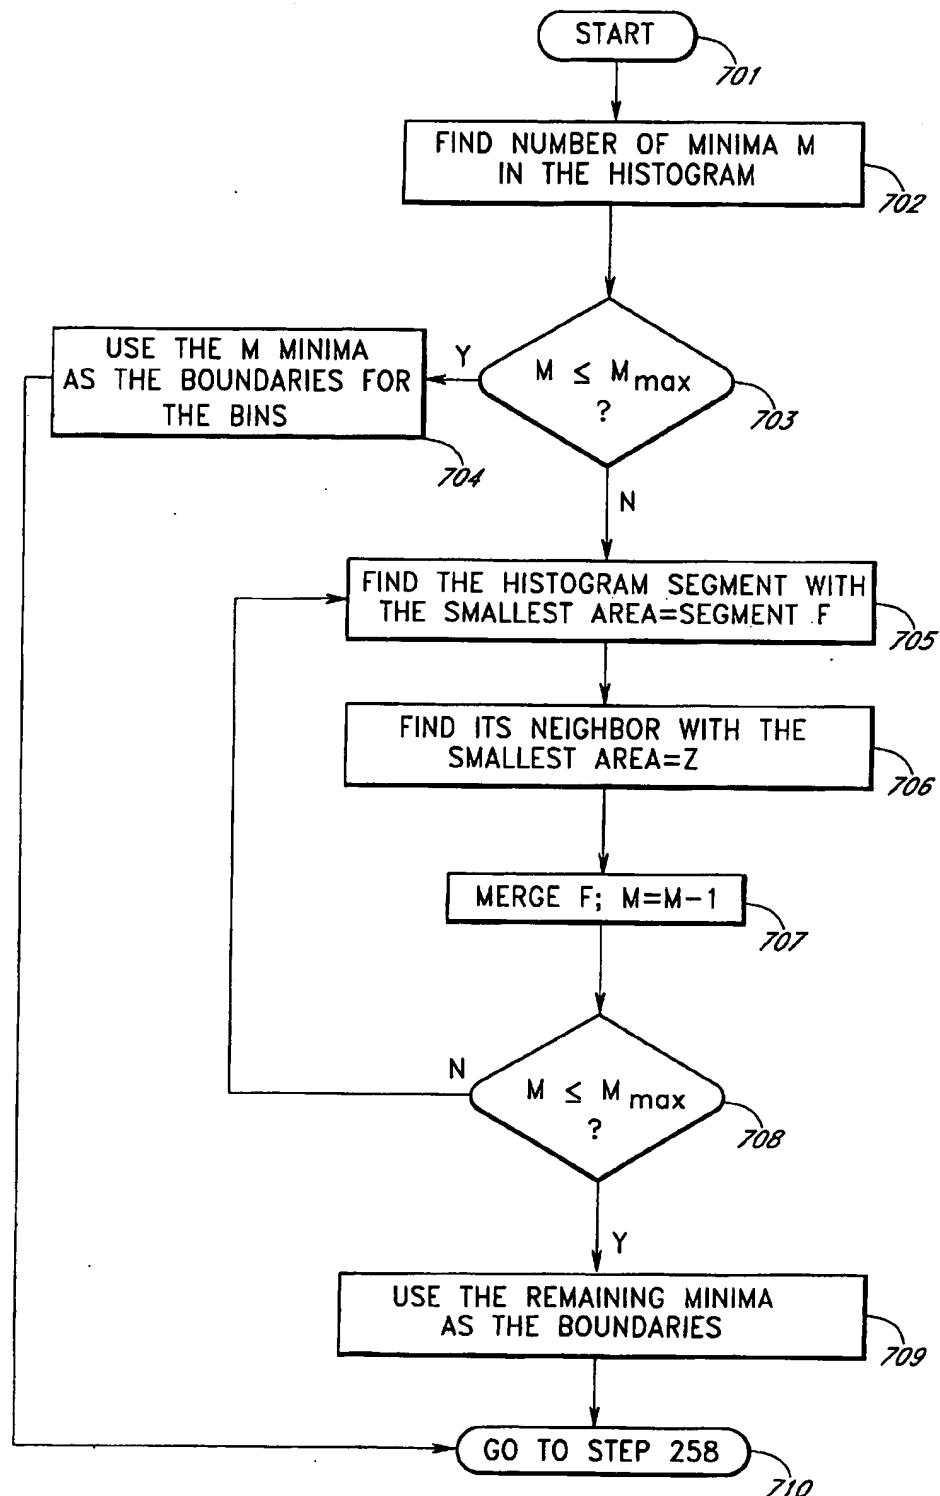 START
701
FIND NUMBER OF MINIMA M
IN THE HISTOGRAM
702
USE THE M MINIMA
AS THE BOUNDARIES FOR
THE BINS
704
Y
M ≤ Mmax
?
703
N
FIND THE HISTOGRAM SEGMENT WITH
THE SMALLEST AREA=SEGMENT F
705
FIND ITS NEIGHBOR WITH THE
SMALLEST AREA=Z
706
MERGE F; M=M-1
707
N
M ≤ Mmax
?
708
Y
USE THE REMAINING MINIMA
AS THE BOUNDARIES
709
GO TO STEP 258
710